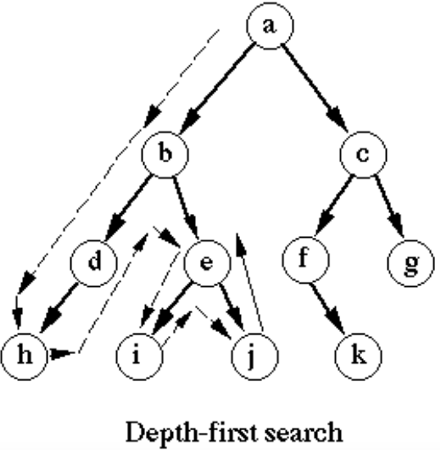 a
b c
d e f g
h i j k
Depth-first search